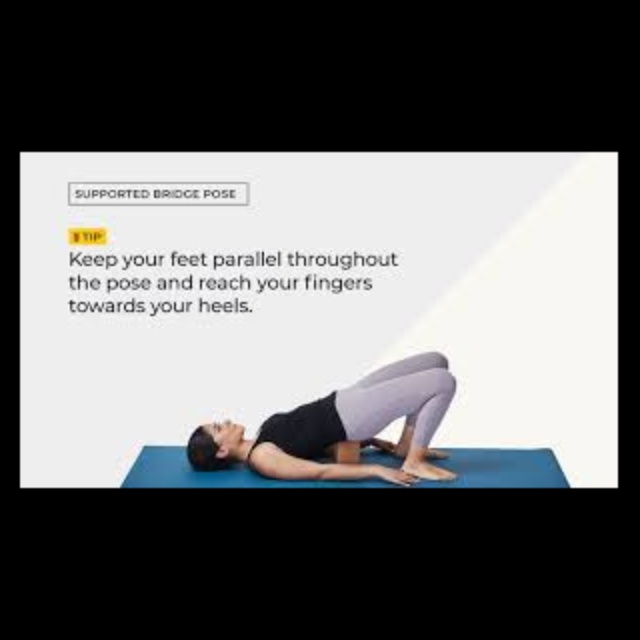 SUPPORTED BRIDGE POSE
TIP
Keep your feet parallel throughout
the pose and reach your fingers
towards your heels.